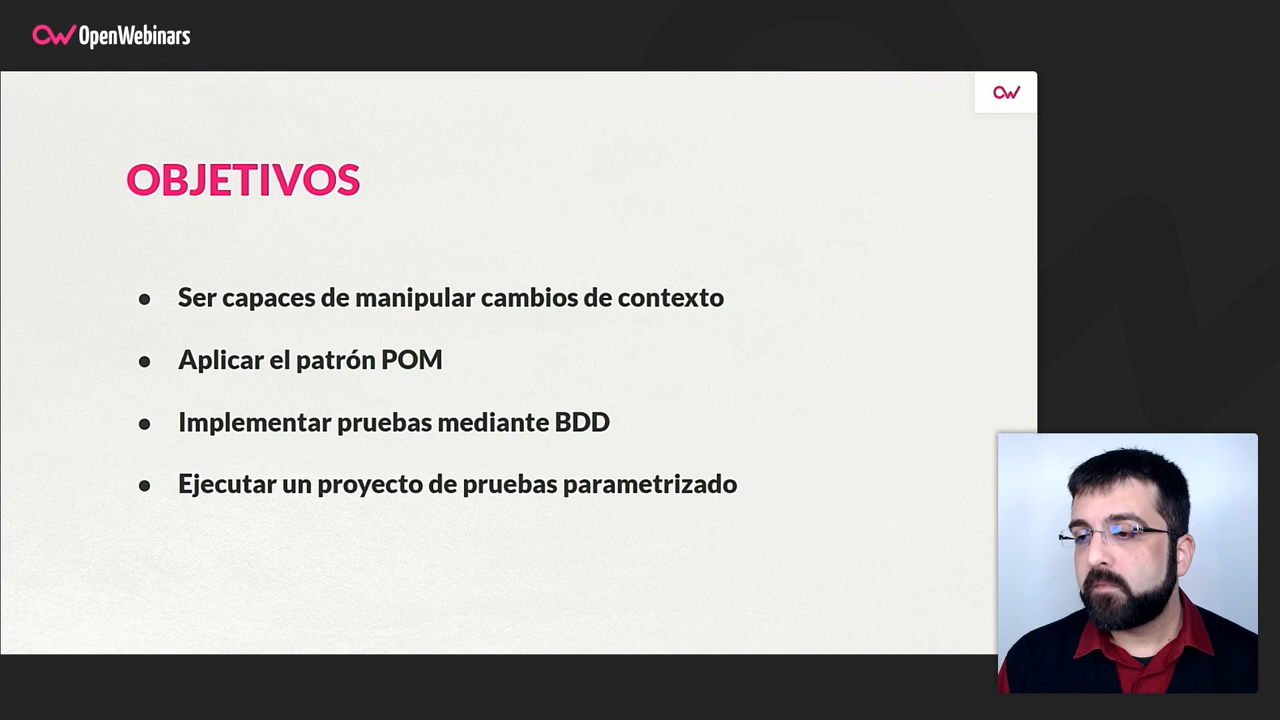 OpenWebinars
OBJETIVOS
● Ser capaces de manipular cambios de contexto
● Aplicar el patrón POM
● Implementar pruebas mediante BDD
● Ejecutar un proyecto de pruebas parametrizado